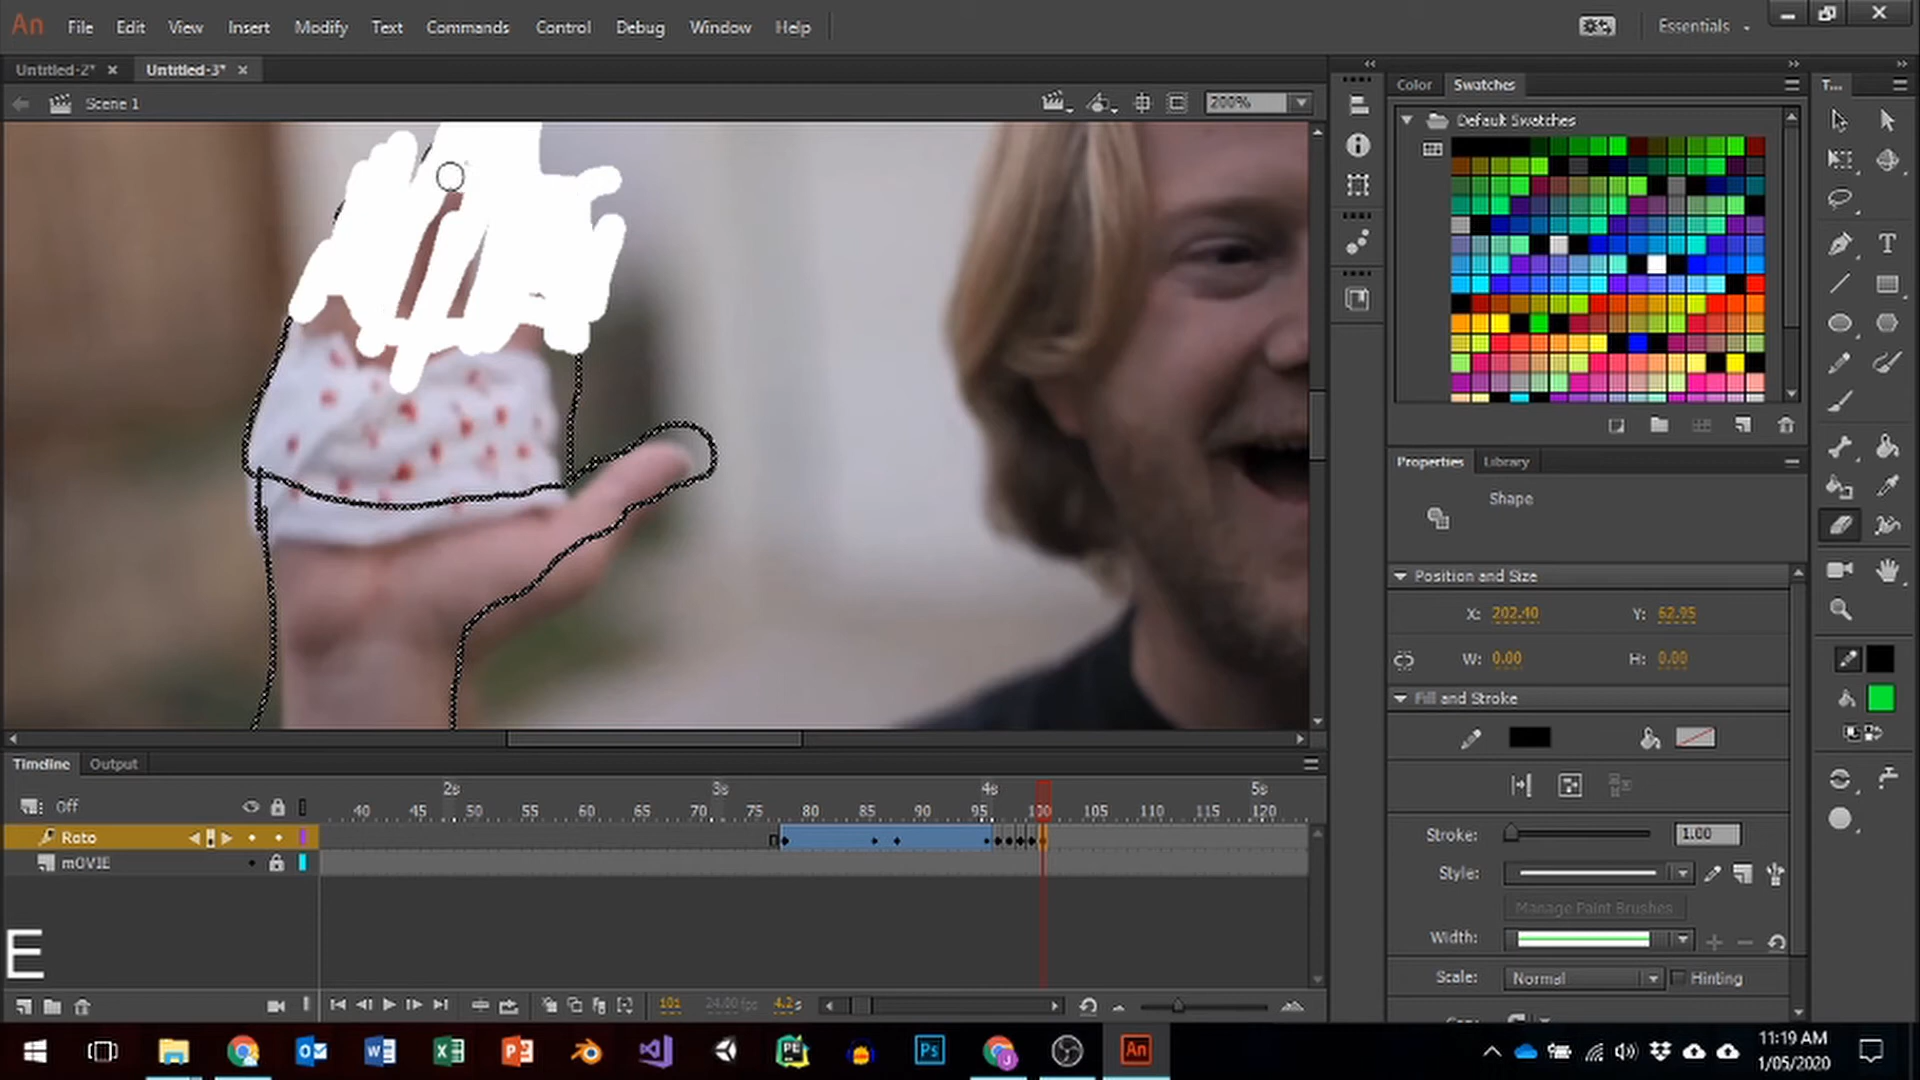 An File Edit View Insert Modify Text Commands Control Debug Window Help Essentials
Untitled-2* × Untitled-3* ×
Scene 1 200%
Color Swatches T...
Default Swatches
Properties Library
Shape
Position and Size
X: 202.40 Y: 62.95
W: 0.00 H: 0.00
Fill and Stroke
Stroke: 1.00
Style:
Manage Paint Brushes
Width:
Scale: Normal Hinting
Timeline Output
2s 3s 4s 5s
Off 40 45 50 55 60 65 70 75 80 85 90 95 100 105 110 115 120
Roto
mOVIE
E
101 24.00 fps 4.2s
Ps An
11:19 AM
1/05/2020